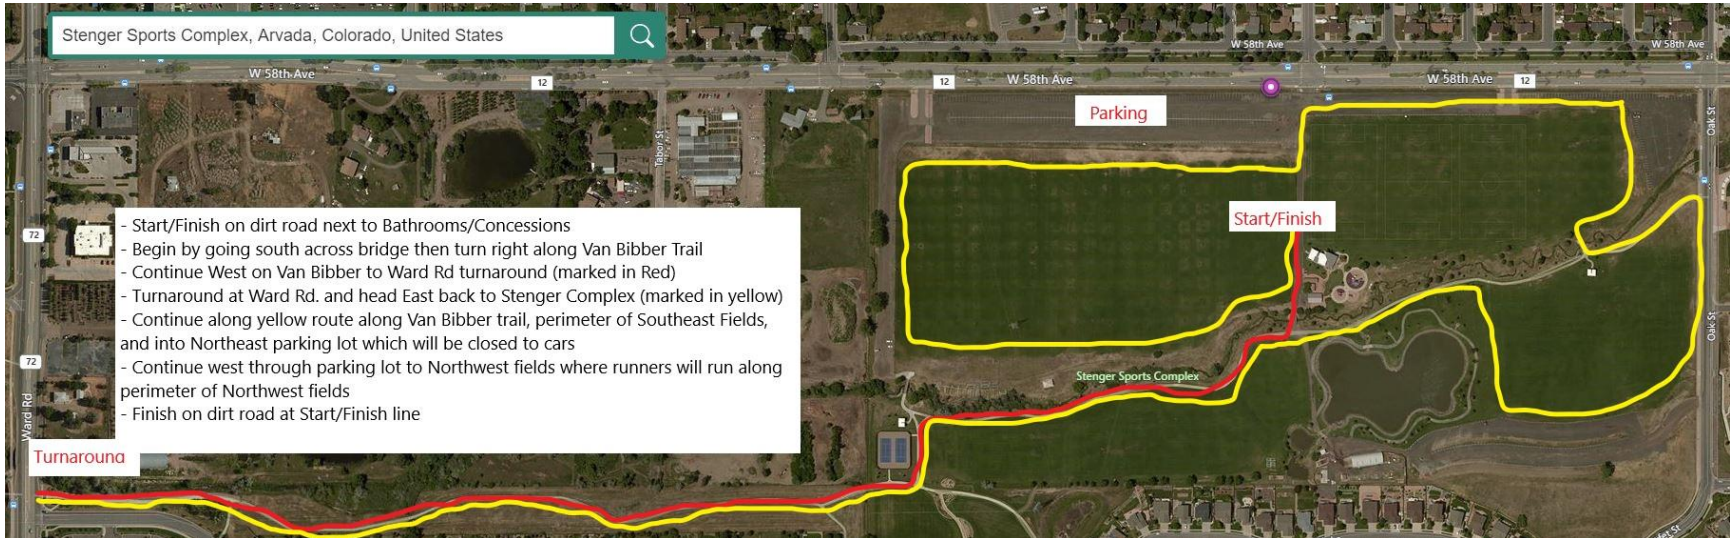 Stenger Sports Complex, Arvada, Colorado, United States
W 58th Ave
W 58th Ave
W 58th Ave
12
12
W 58th Ave
W 58th Ave
12
Parking
Oak St
Tabor St
Start/Finish
72
- Start/Finish on dirt road next to Bathrooms/Concessions
- Begin by going south across bridge then turn right along Van Bibber Trail
- Continue West on Van Bibber to Ward Rd turnaround (marked in Red)
- Turnaround at Ward Rd. and head East back to Stenger Complex (marked in yellow)
- Continue along yellow route along Van Bibber trail, perimeter of Southeast Fields,
and into Northeast parking lot which will be closed to cars
- Continue west through parking lot to Northwest fields where runners will run along
perimeter of Northwest fields
- Finish on dirt road at Start/Finish line
72
Oak St
Stenger Sports Complex
Ward Rd
Turnaround